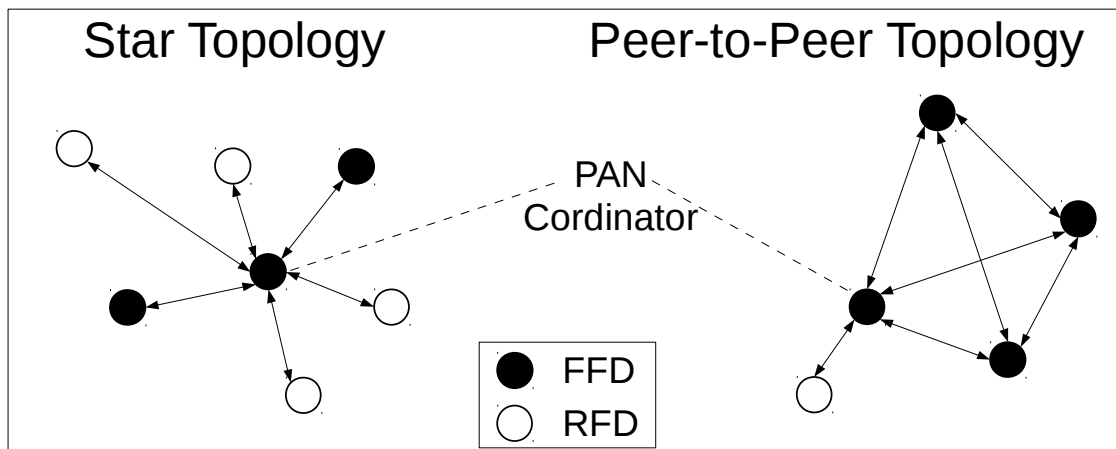 Star Topology
Peer-to-Peer Topology
PAN
Cordinator
FFD
RFD